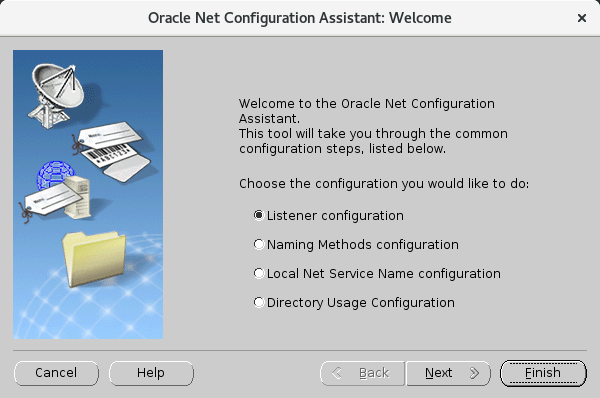 Oracle Net Configuration Assistant: Welcome
Welcome to the Oracle Net Configuration
Assistant.
This tool will take you through the common
configuration steps, listed below.
Choose the configuration you would like to do:
Listener configuration
Naming Methods configuration
Local Net Service Name configuration
Directory Usage Configuration
Cancel
Help
Back
Next
Finish